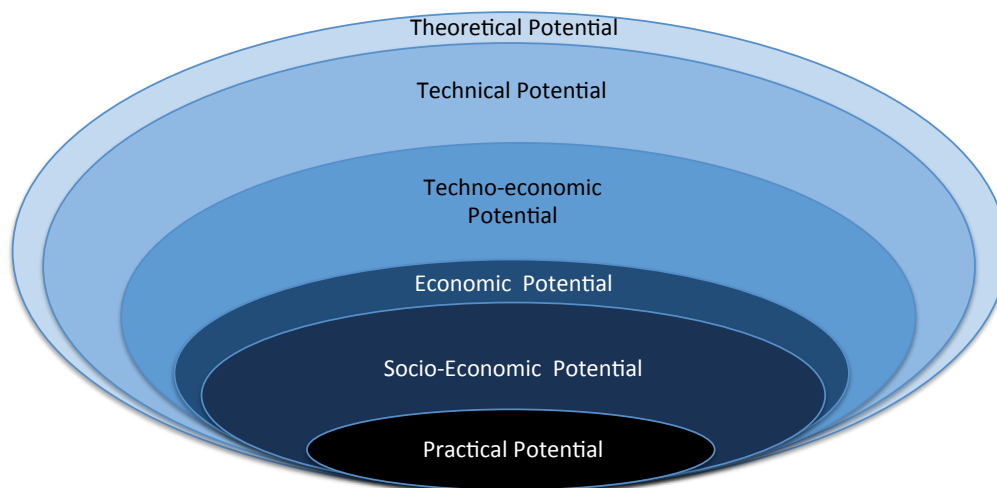 Theoretical Potential
Technical Potential
Techno-economic
Potential
Economic Potential
Socio-Economic Potential
Practical Potential